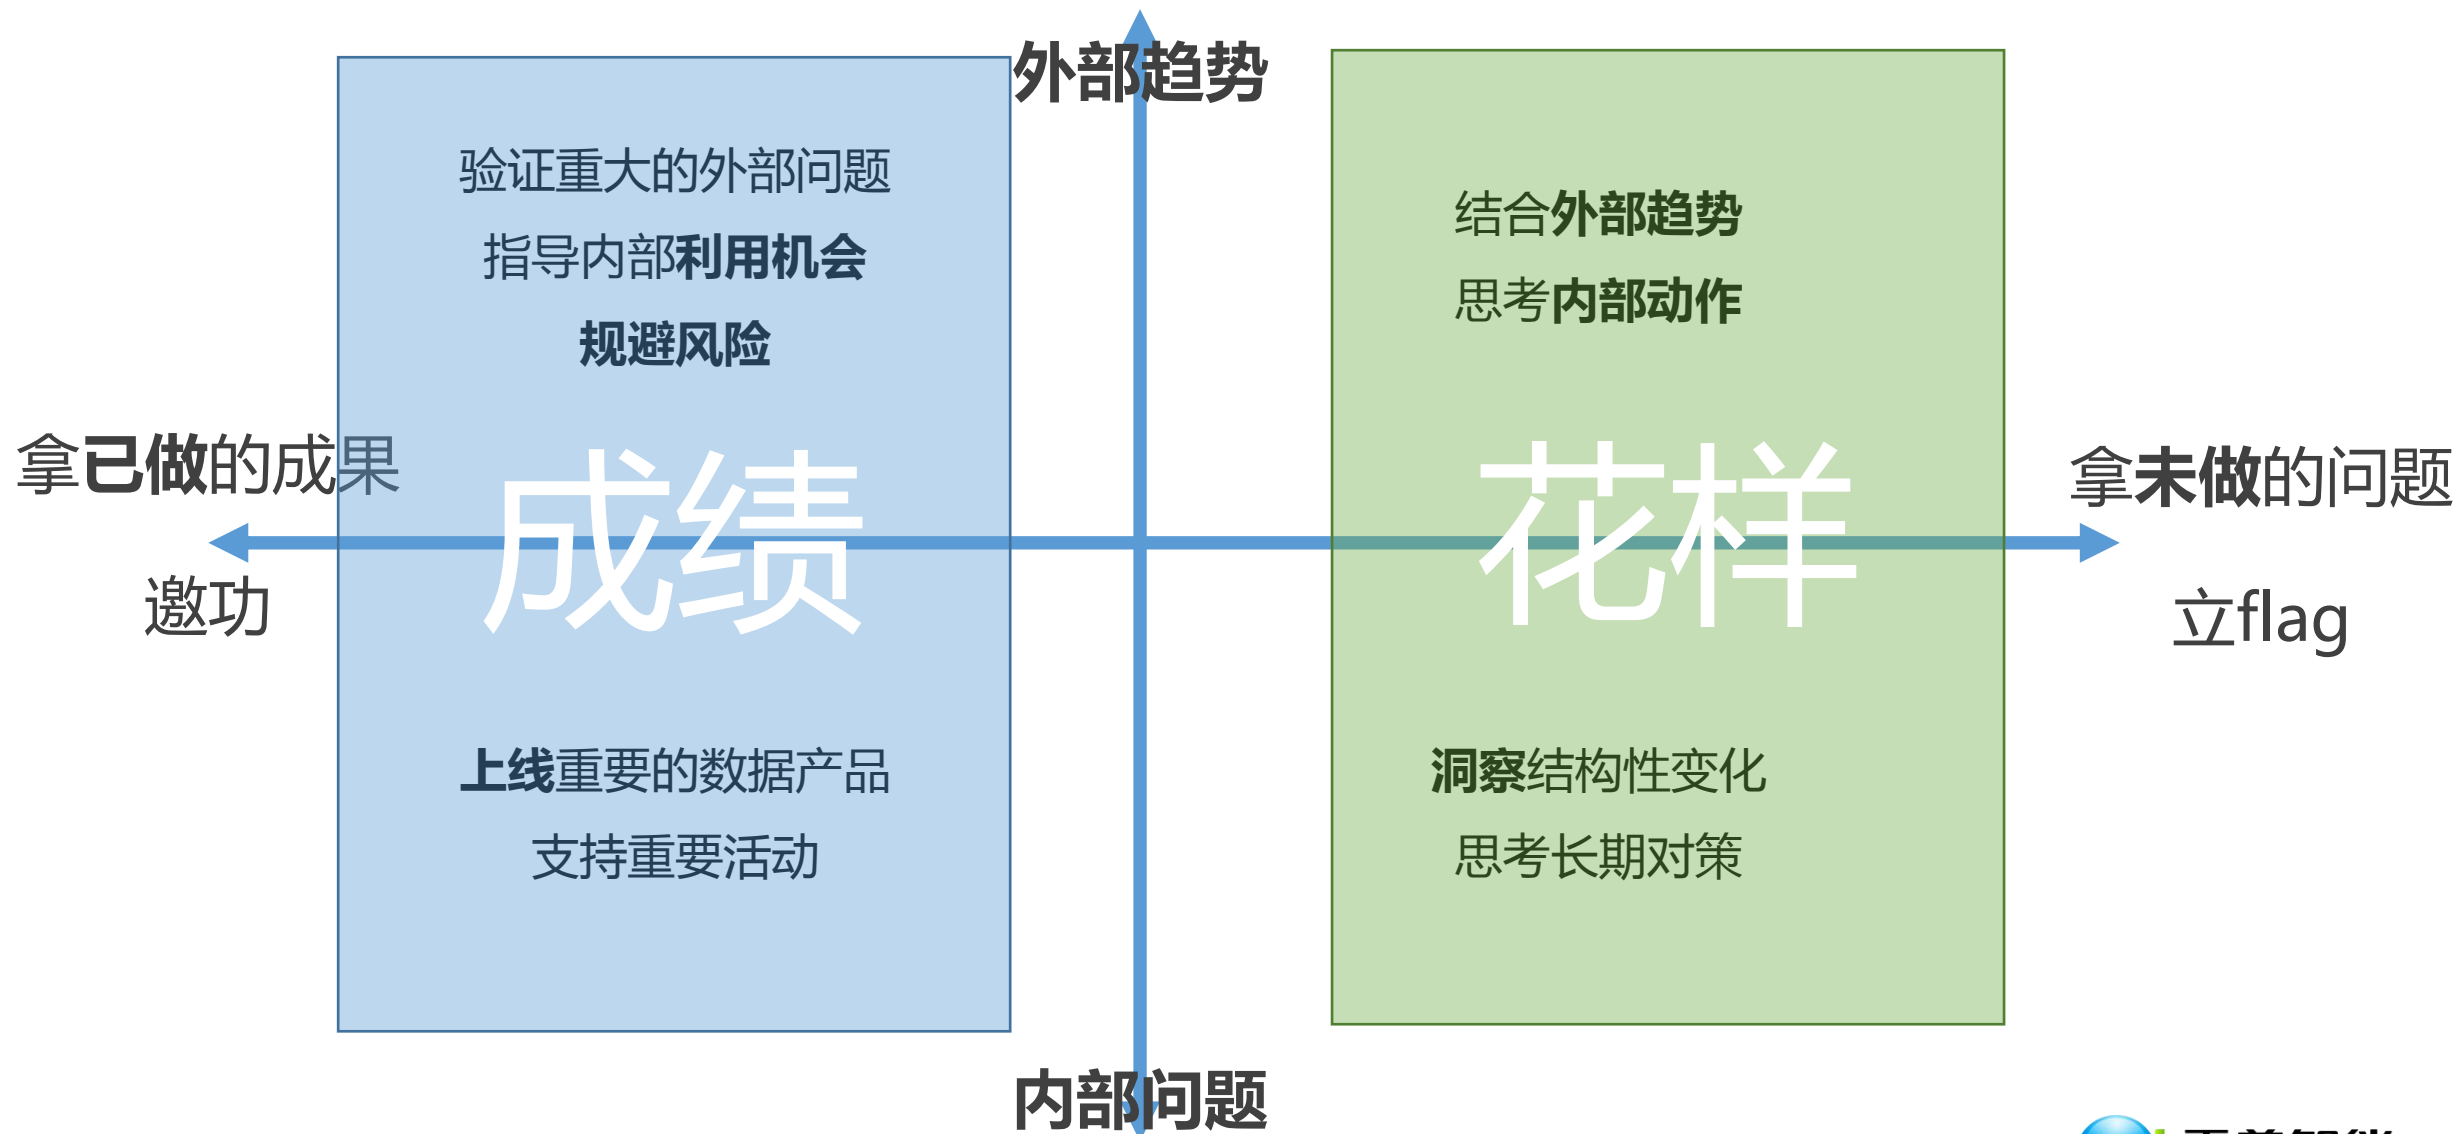 外部趋势
验证重大的外部问题
指导内部利用机会
规避风险
结合外部趋势
思考内部动作
拿已做的成果
邀功
成绩
花样
拿未做的问题
立flag
上线重要的数据产品
支持重要活动
洞察结构性变化
思考长期对策
内部问题